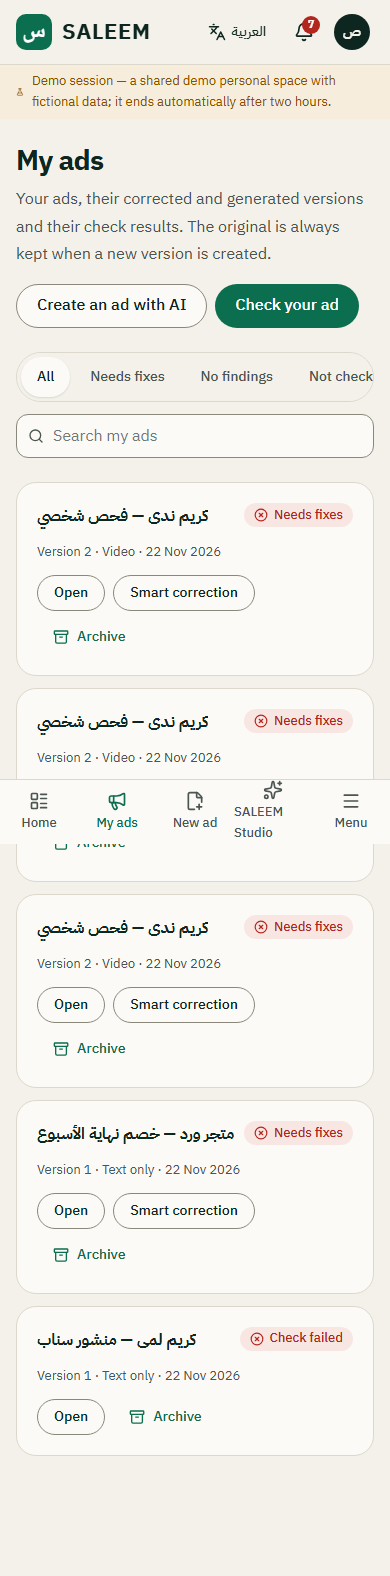 س SALEEM العربية 7 ص
Demo session — a shared demo personal space with
fictional data; it ends automatically after two hours.
My ads
Your ads, their corrected and generated versions
and their check results. The original is always
kept when a new version is created.
Create an ad with AI Check your ad
All Needs fixes No findings Not check
Search my ads
كريم ندى — فحص شخصي Needs fixes
Version 2 · Video · 22 Nov 2026
Open Smart correction
Archive
كريم ندى — فحص شخصي Needs fixes
Version 2 · Video · 22 Nov 2026
Home My ads New ad SALEEM Studio Menu
Archive
كريم ندى — فحص شخصي Needs fixes
Version 2 · Video · 22 Nov 2026
Open Smart correction
Archive
متجر ورد — خصم نهاية الأسبوع Needs fixes
Version 1 · Text only · 22 Nov 2026
Open Smart correction
Archive
كريم لمى — منشور سناب Check failed
Version 1 · Text only · 22 Nov 2026
Open Archive